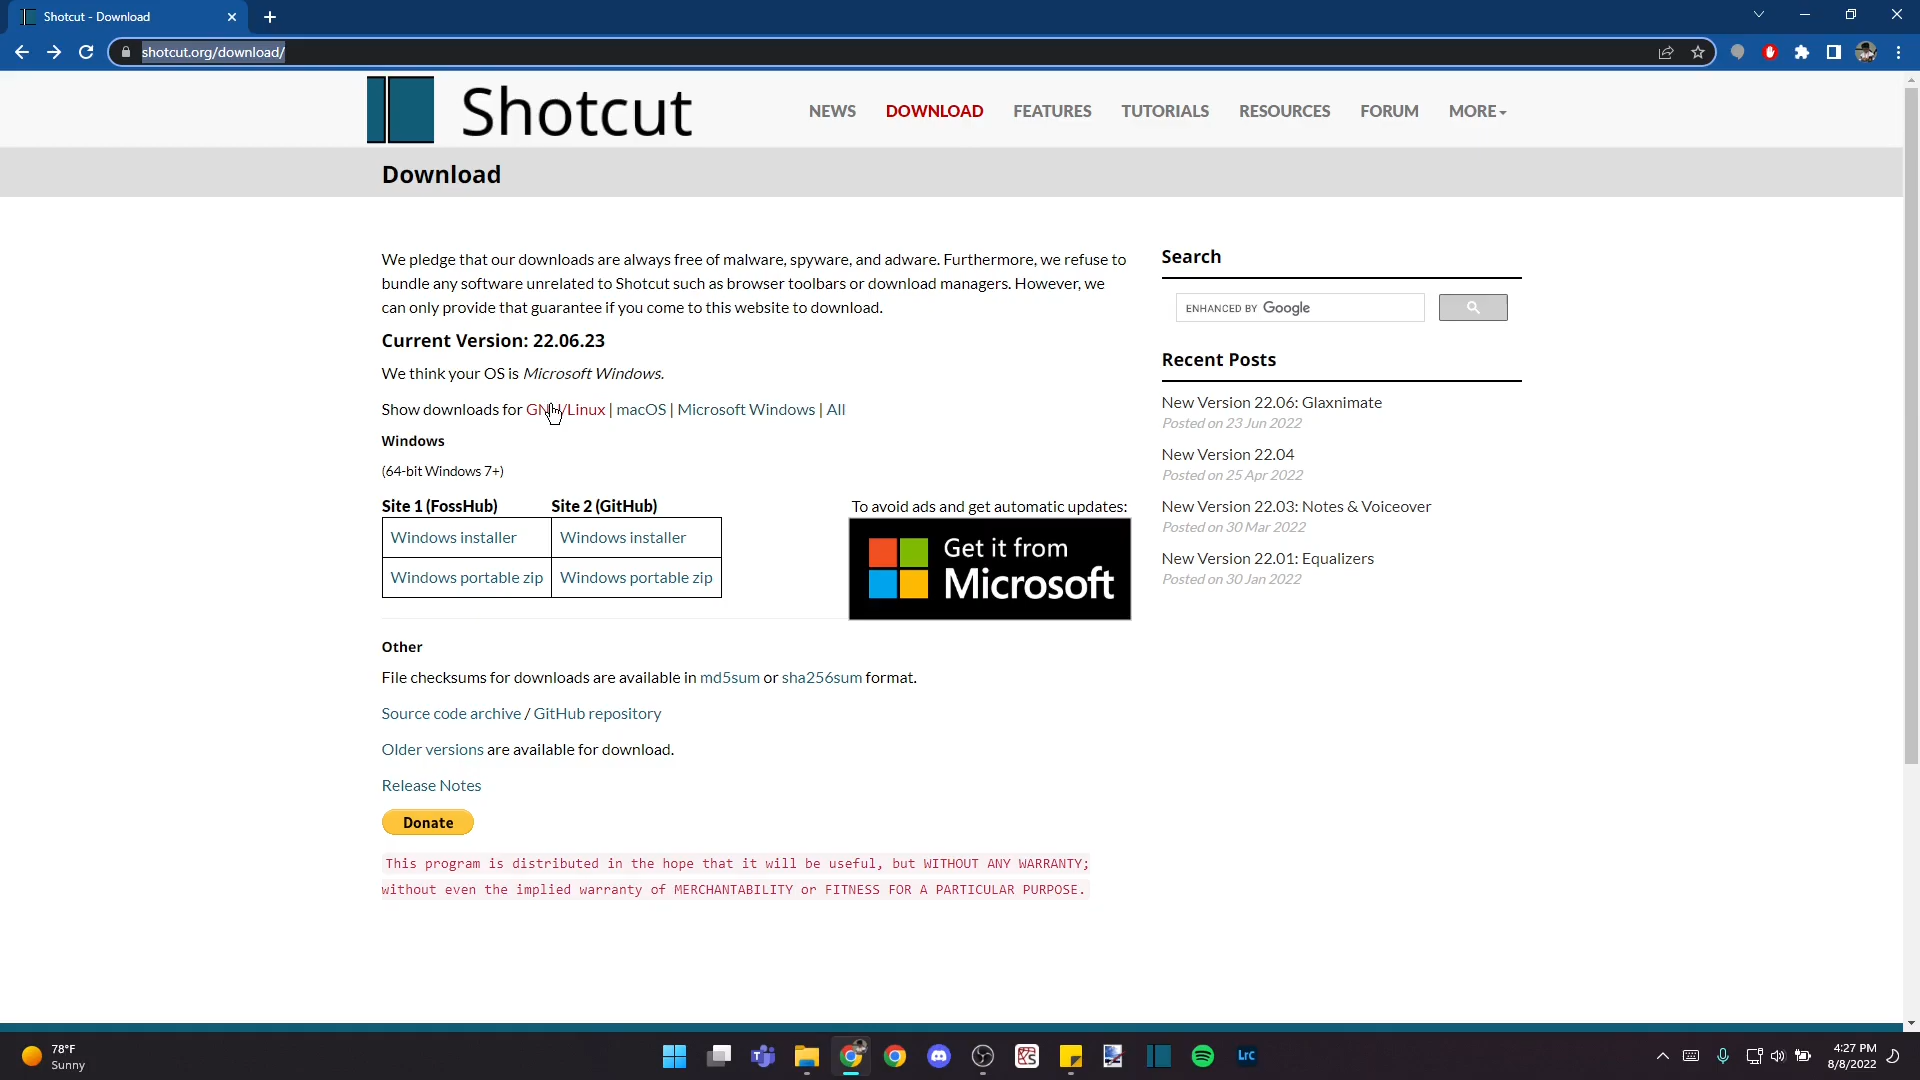 Shotcut - Download
shotcut.org/download/
Shotcut
NEWS DOWNLOAD FEATURES TUTORIALS RESOURCES FORUM MORE
Download
We pledge that our downloads are always free of malware, spyware, and adware. Furthermore, we refuse to
bundle any software unrelated to Shotcut such as browser toolbars or download managers. However, we
can only provide that guarantee if you come to this website to download.
Current Version: 22.06.23
We think your OS is Microsoft Windows.
Show downloads for GNU/Linux | macOS | Microsoft Windows | All
Windows
(64-bit Windows 7+)
Site 1 (FossHub) Site 2 (GitHub)
Windows installer Windows installer
Windows portable zip Windows portable zip
To avoid ads and get automatic updates:
Get it from
Microsoft
Other
File checksums for downloads are available in md5sum or sha256sum format.
Source code archive / GitHub repository
Older versions are available for download.
Release Notes
Donate
This program is distributed in the hope that it will be useful, but WITHOUT ANY WARRANTY;
without even the implied warranty of MERCHANTABILITY or FITNESS FOR A PARTICULAR PURPOSE.
Search
ENHANCED BY Google
Recent Posts
New Version 22.06: Glaxnimate
Posted on 23 Jun 2022
New Version 22.04
Posted on 25 Apr 2022
New Version 22.03: Notes & Voiceover
Posted on 30 Mar 2022
New Version 22.01: Equalizers
Posted on 30 Jan 2022
78°F
Sunny
Lrc
4:27 PM
8/8/2022